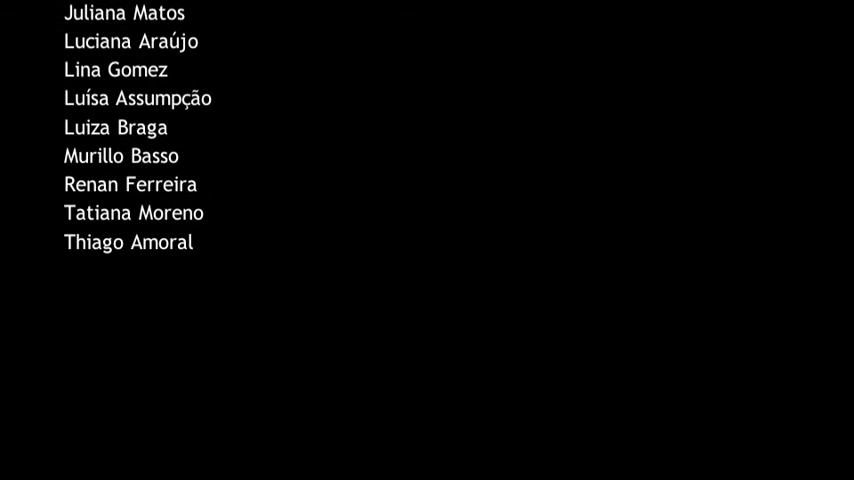 Juliana Matos
Luciana Araújo
Lina Gomez
Luísa Assumpção
Luiza Braga
Murillo Basso
Renan Ferreira
Tatiana Moreno
Thiago Amoral